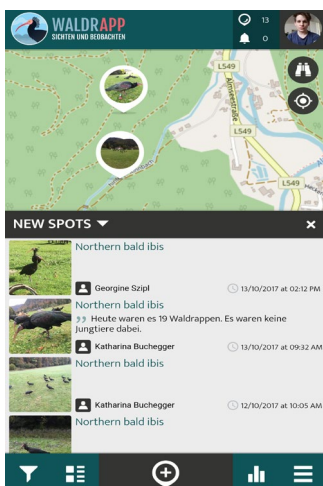 WALDRAPP
SICHTEN UND BEOBACHTEN
13
0
L549
Almseestraße
L549
L549
NEW SPOTS
Northern bald ibis
Georgine Szipl
13/10/2017 at 02:12 PM
Northern bald ibis
Heute waren es 19 Waldrappen. Es waren keine
Jungtiere dabei.
Katharina Buchegger
13/10/2017 at 09:32 AM
Northern bald ibis
Katharina Buchegger
12/10/2017 at 10:05 AM
Northern bald ibis